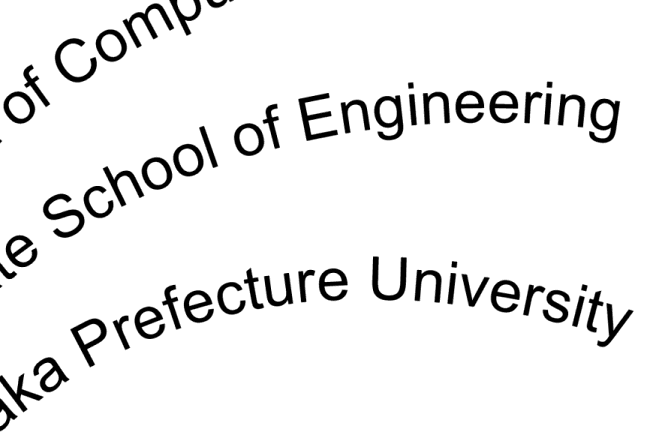 of Compu
te School of Engineering
aka Prefecture University